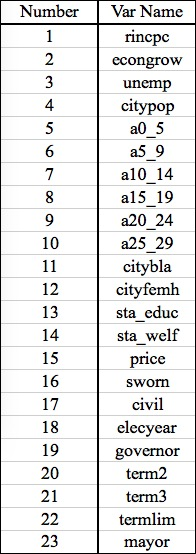 Number Var Name
1 rincpc
2 econgrow
3 unemp
4 citypop
5 a0_5
6 a5_9
7 a10_14
8 a15_19
9 a20_24
10 a25_29
11 citybla
12 cityfemh
13 sta_educ
14 sta_welf
15 price
16 sworn
17 civil
18 elecyear
19 governor
20 term2
21 term3
22 termlim
23 mayor